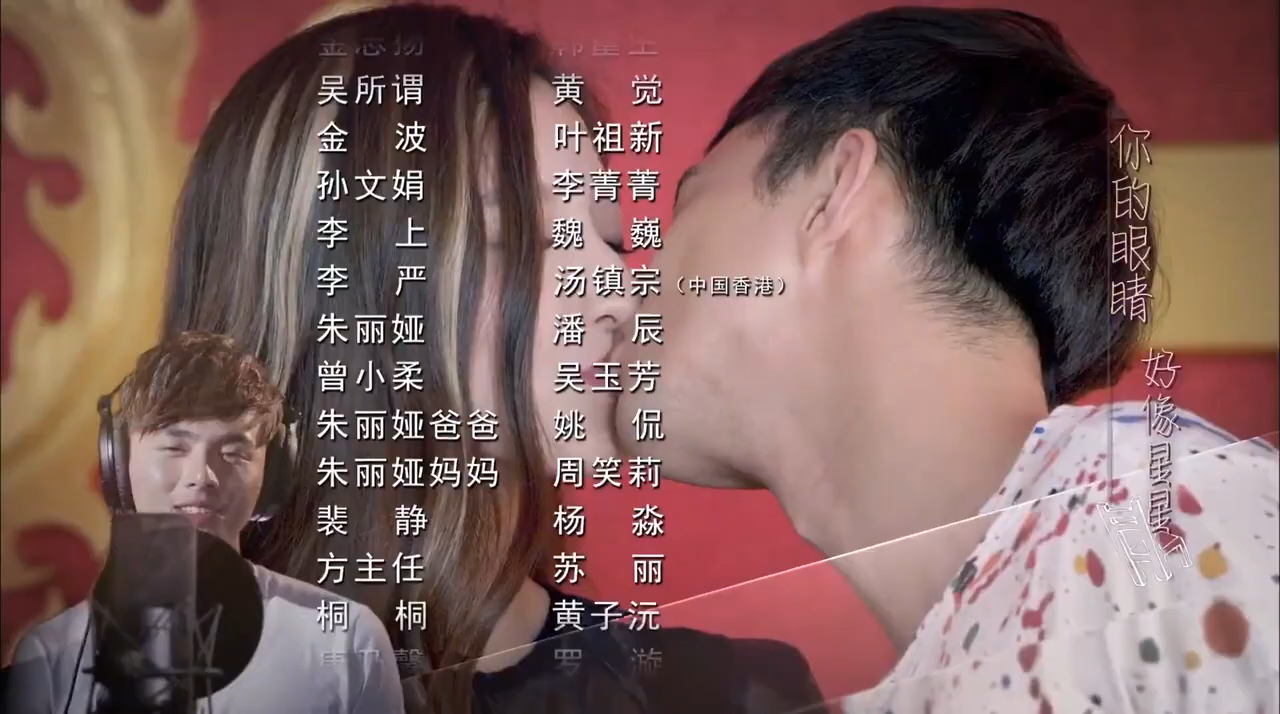 吴所谓 黄觉
金波 叶祖新
孙文娟 李菁菁
李上 魏巍
李严 汤镇宗（中国香港）
朱丽娅 潘辰
曾小柔 吴玉芳
朱丽娅爸爸 姚侃
朱丽娅妈妈 周笑莉
裴静 杨淼
方主任 苏丽
桐桐 黄子沅
罗漩
你的眼睛
好像星星